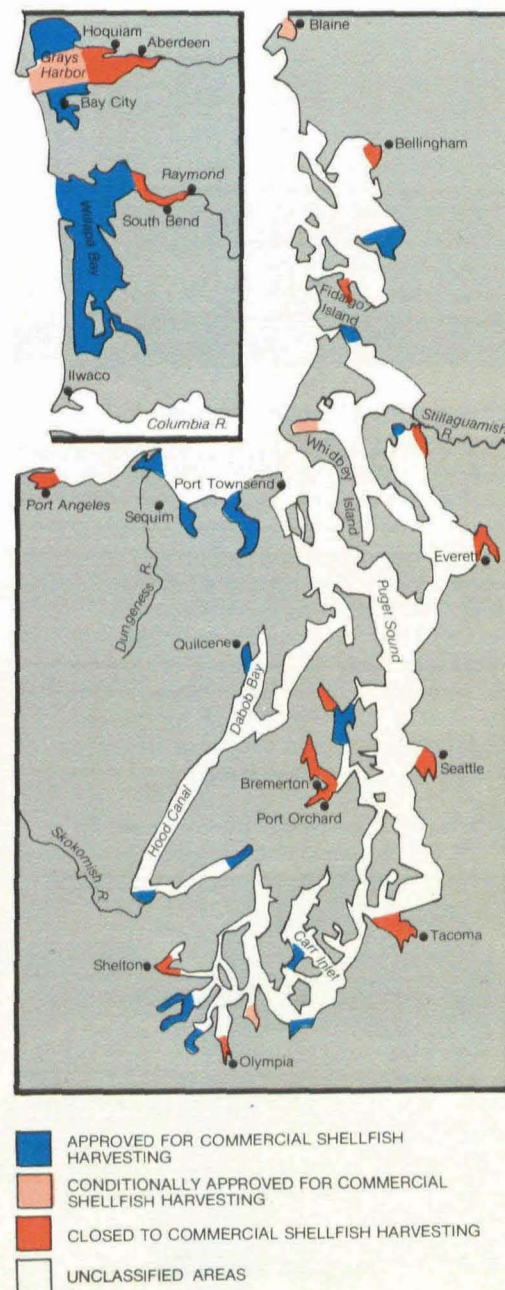 Hoquiam
Aberdeen
Grays
Harbor
Bay City
Raymond
South Bend
Willapa Bay
Ilwaco
Columbia R.
Blaine
Bellingham
Fidalgo
Island
Stillaguamish
R.
Whidbey
Island
Port Angeles
Sequim
Port Townsend
Dungeness R.
Everett
Puget Sound
Quilcene
Dabob Bay
Hood Canal
Bremerton
Port Orchard
Seattle
Skokomish R.
Shelton
Carr Inlet
Tacoma
Olympia
APPROVED FOR COMMERCIAL SHELLFISH
HARVESTING
CONDITIONALLY APPROVED FOR COMMERCIAL
SHELLFISH HARVESTING
CLOSED TO COMMERCIAL SHELLFISH HARVESTING
UNCLASSIFIED AREAS